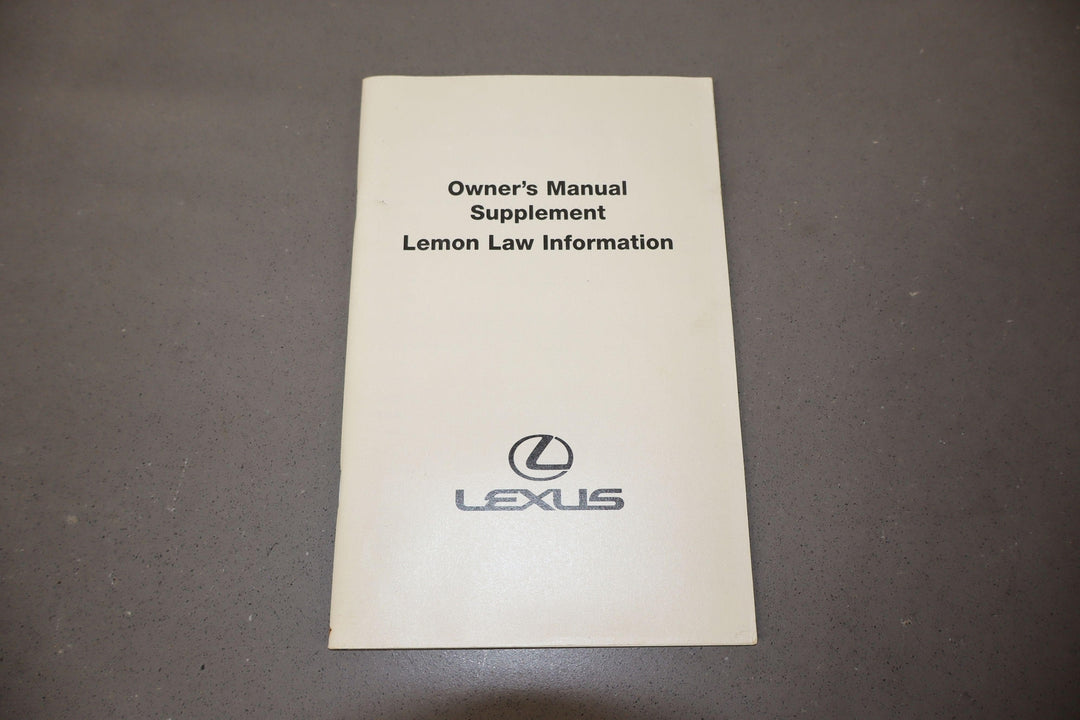 Owner's Manual
Supplement
Lemon Law Information
LEXUS